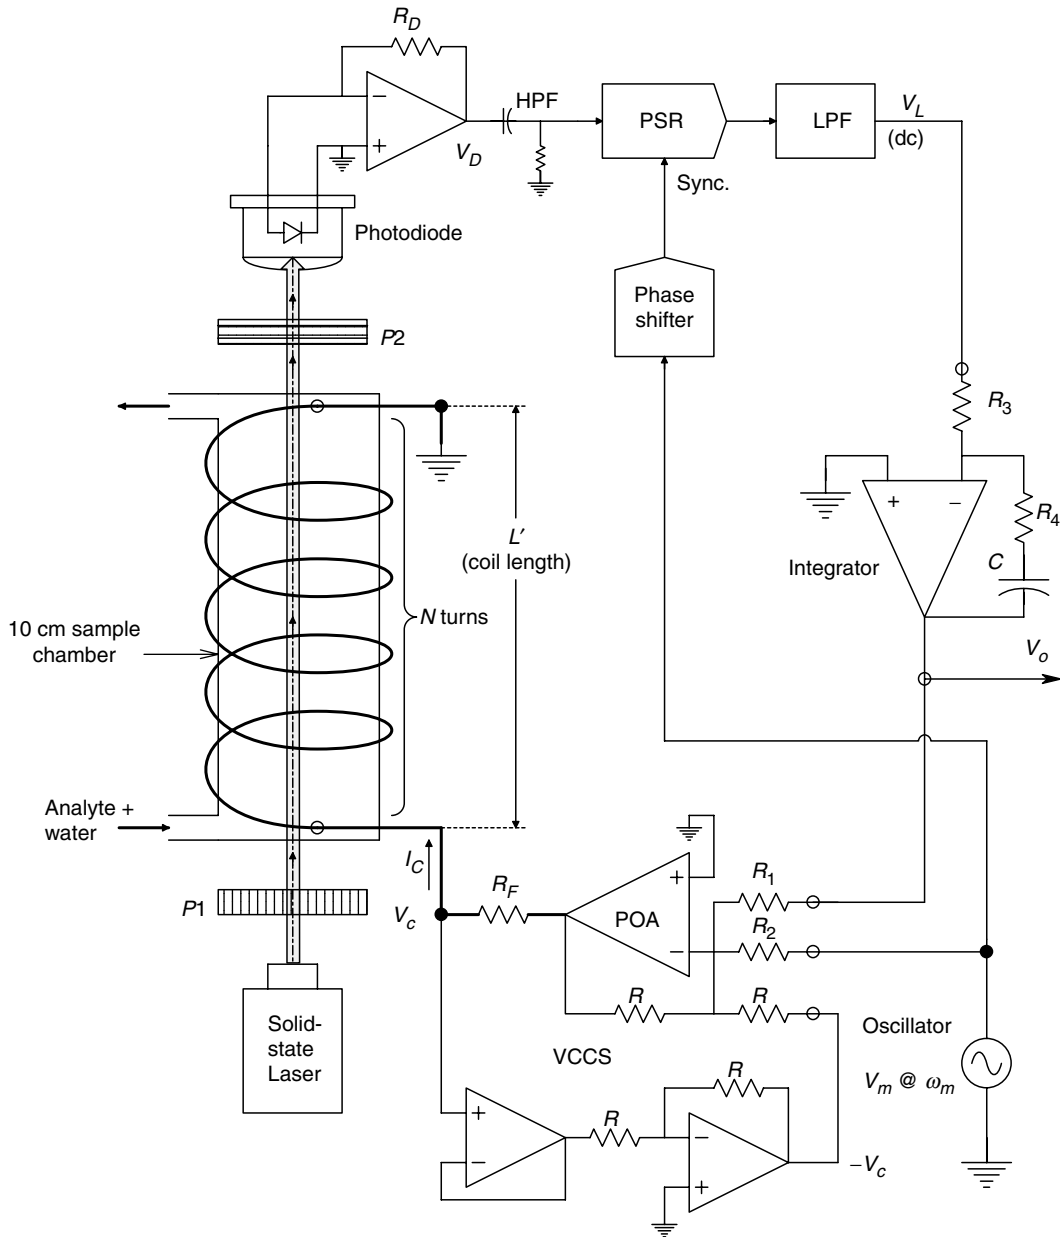 R_D
HPF
PSR
LPF
V_L
(dc)
V_D
Sync.
Photodiode
Phase
shifter
P2
R_3
+
−
R_4
C
Integrator
L′
(coil length)
N turns
10 cm sample
chamber
V_o
Analyte +
water
I_C
R_F
P1
V_c
POA
+
−
R_1
R_2
R
R
Solid-
state
Laser
VCCS
Oscillator
V_m @ ω_m
R
R
+
−
−
+
−V_c
−
+